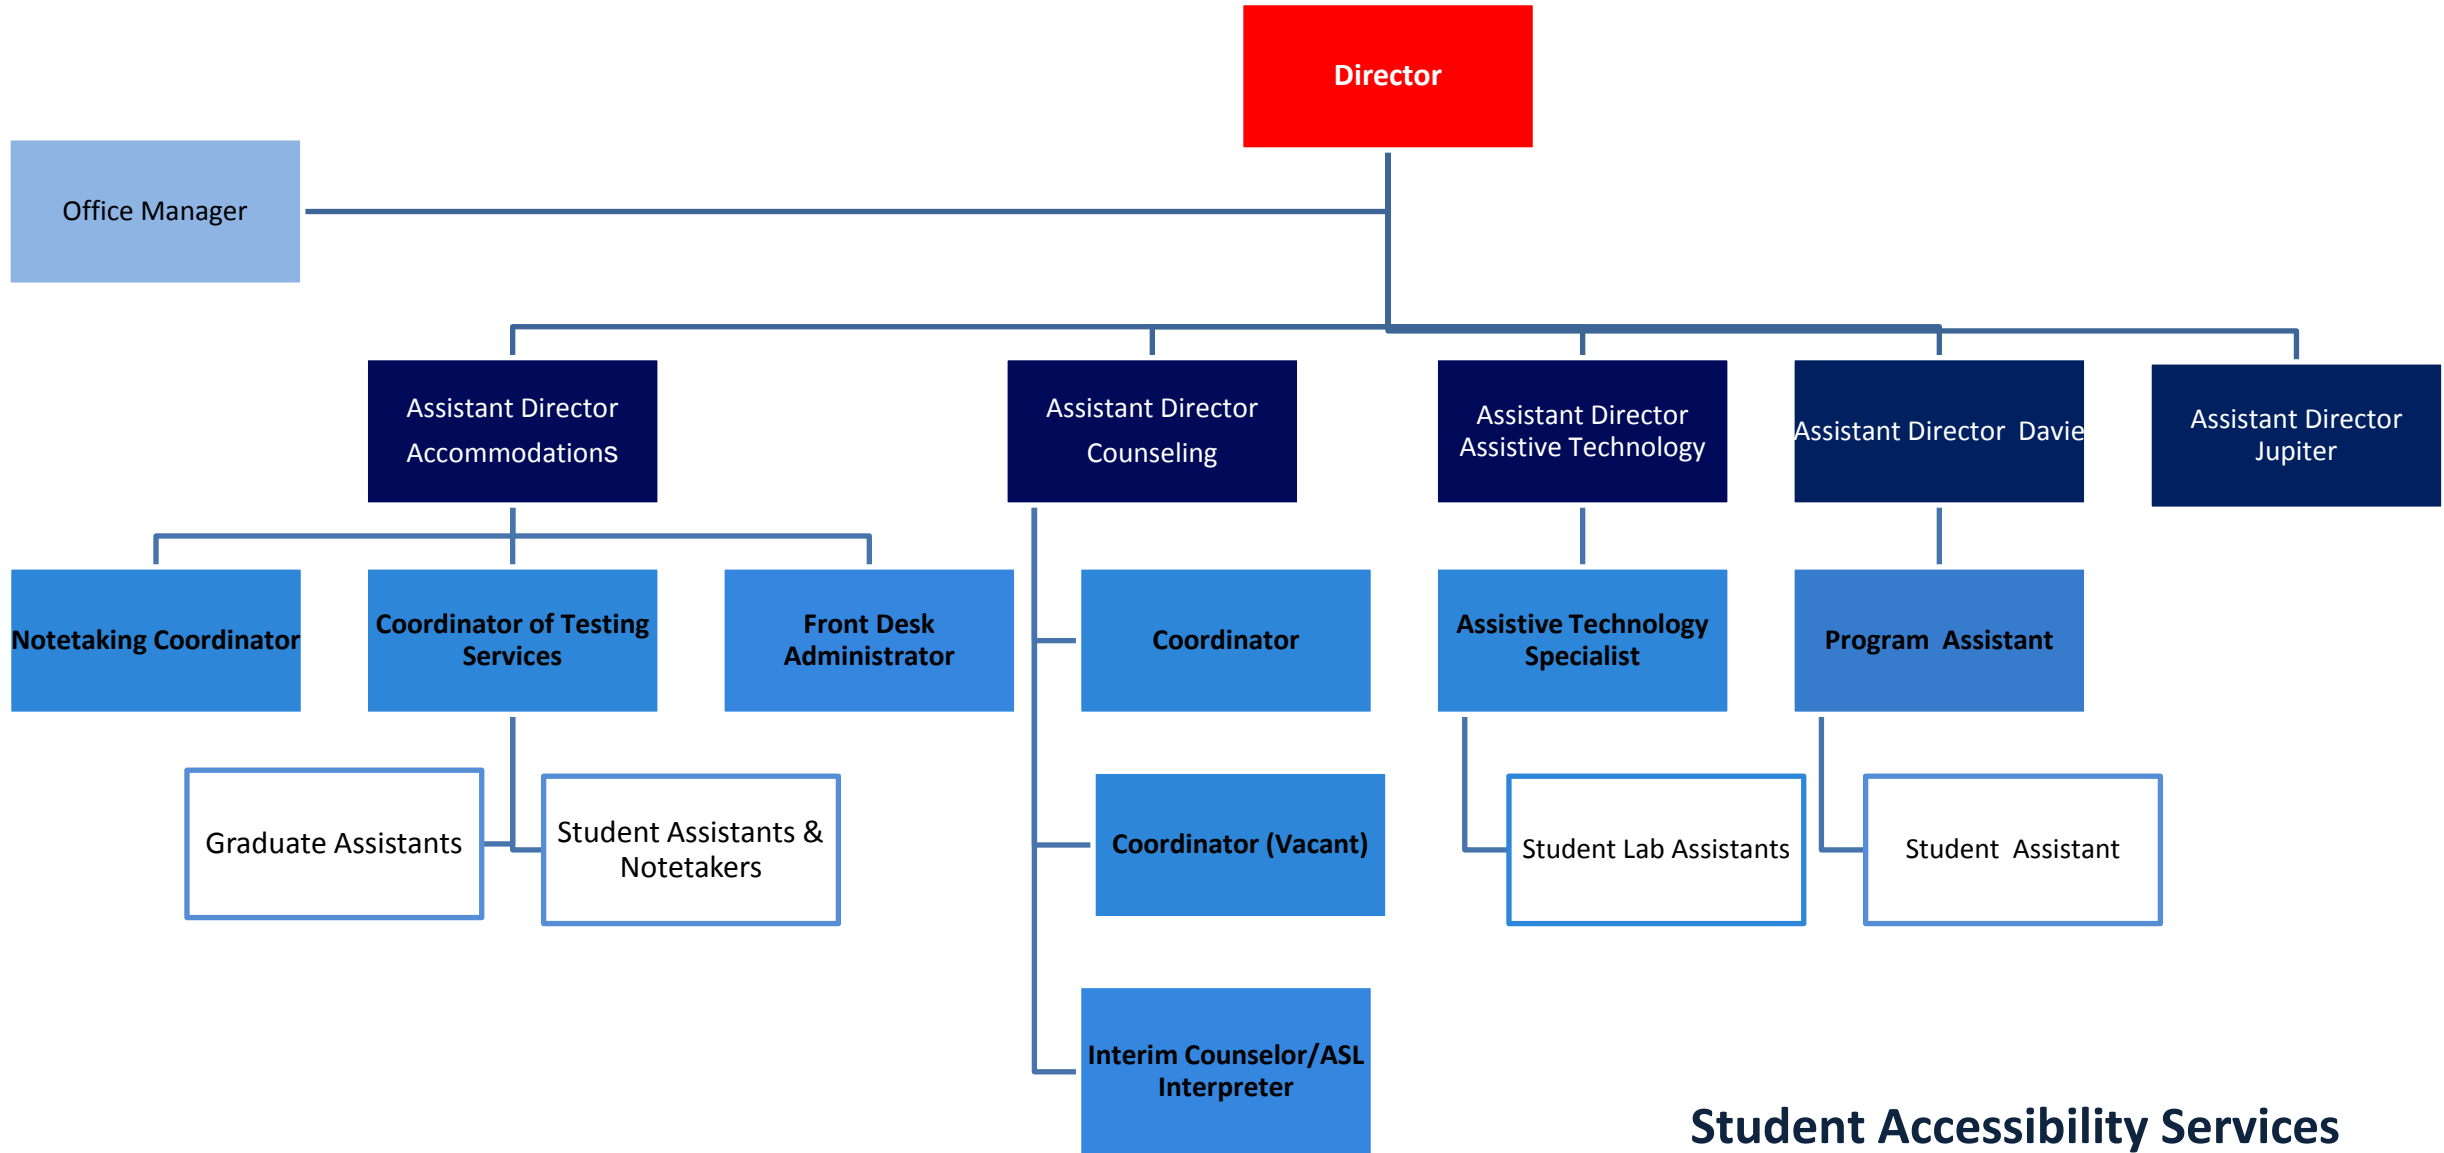 Director
Office Manager
Assistant Director
Accommodations
Assistant Director
Counseling
Assistant Director
Assistive Technology
Assistant Director  Davie
Assistant Director
Jupiter
Notetaking Coordinator
Coordinator of Testing
Services
Front Desk
Administrator
Coordinator
Assistive Technology
Specialist
Program  Assistant
Graduate Assistants
Student Assistants &
Notetakers
Coordinator (Vacant)
Student Lab Assistants
Student  Assistant
Interim Counselor/ASL
Interpreter
Student Accessibility Services